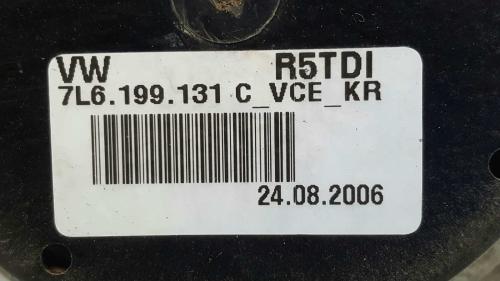 VW R5TDI
7L6.199.131 C_VCE_KR
24.08.2006